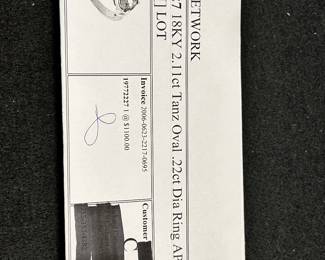 ETWORK
7 18KY 2.11ct Tanz Oval .22ct Dia Ring AP
LOT
Invoice 2006-0623-2217-0695
19772227 1 @ $1100.00
Customer
C